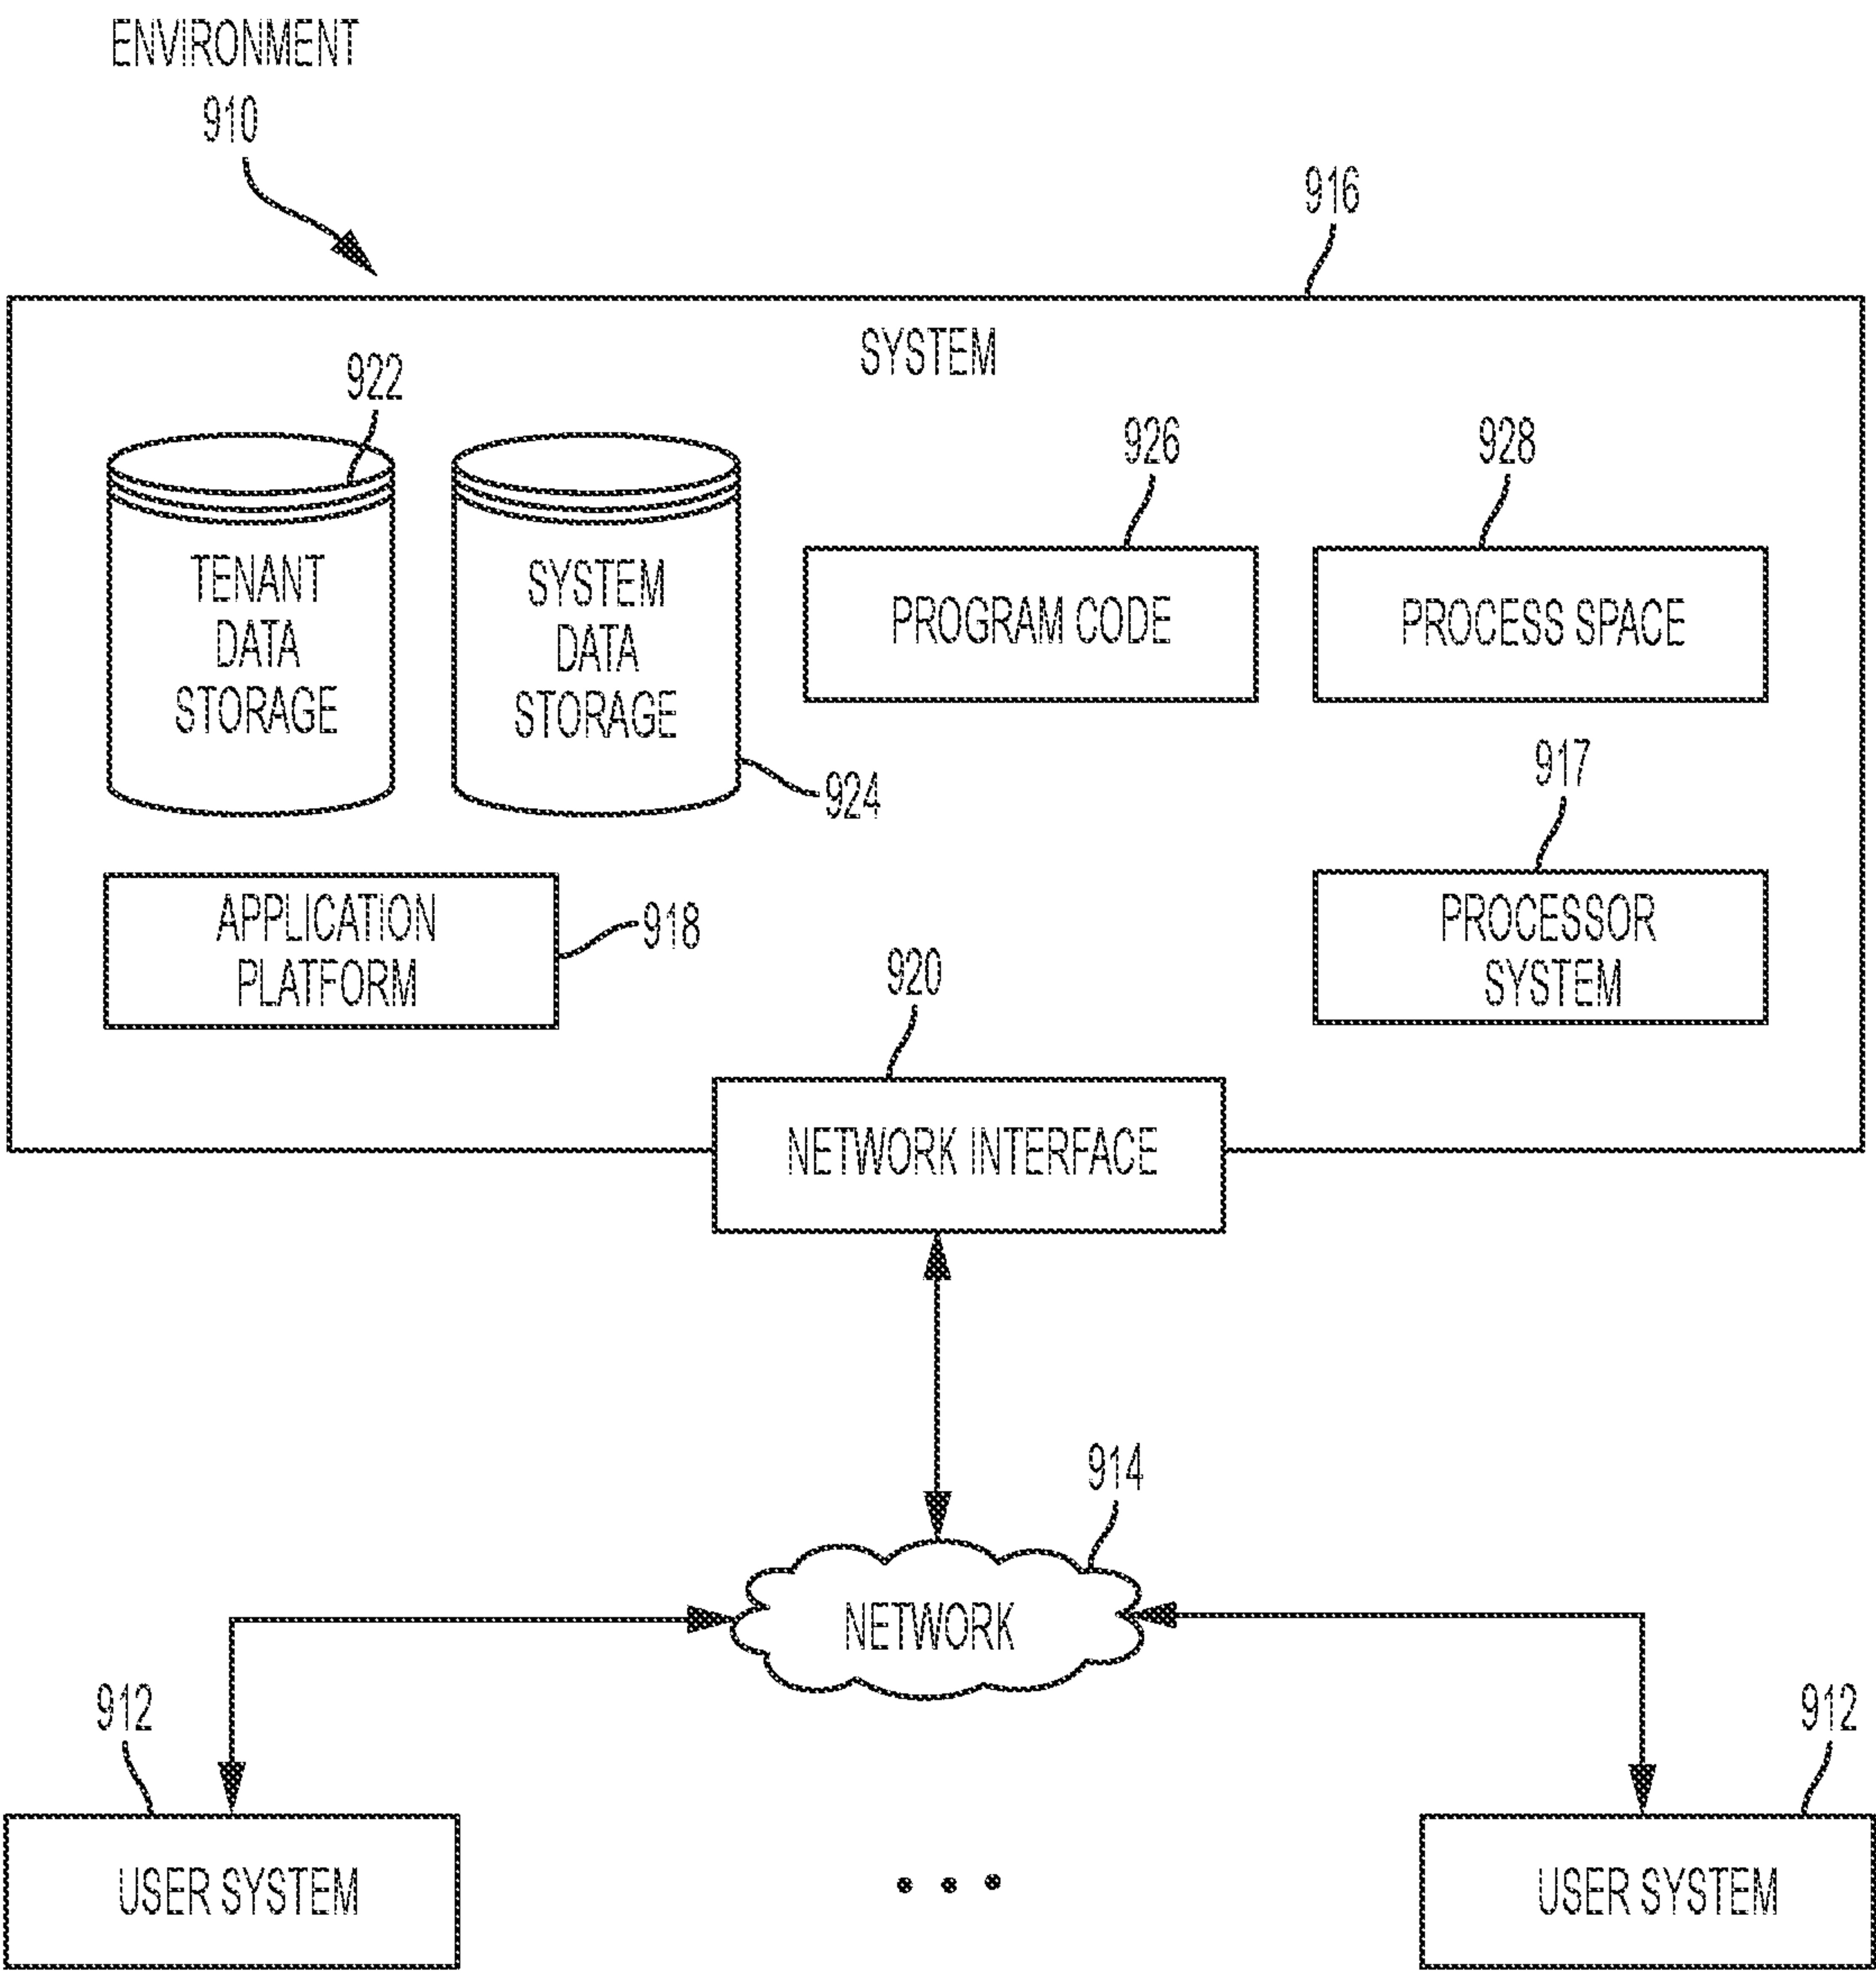 ENVIRONMENT
910
916
SYSTEM
922
926
928
TENANT
DATA
STORAGE
SYSTEM
DATA
STORAGE
PROGRAM CODE
PROCESS SPACE
924
917
APPLICATION
PLATFORM
918
PROCESSOR
SYSTEM
920
NETWORK INTERFACE
914
NETWORK
912
912
USER SYSTEM
• • •
USER SYSTEM